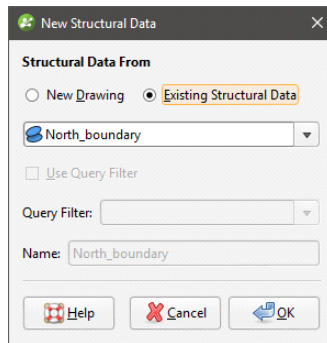 New Structural Data
Structural Data From
New Drawing Existing Structural Data
North_boundary
Use Query Filter
Query Filter:
Name: North_boundary
Help Cancel OK